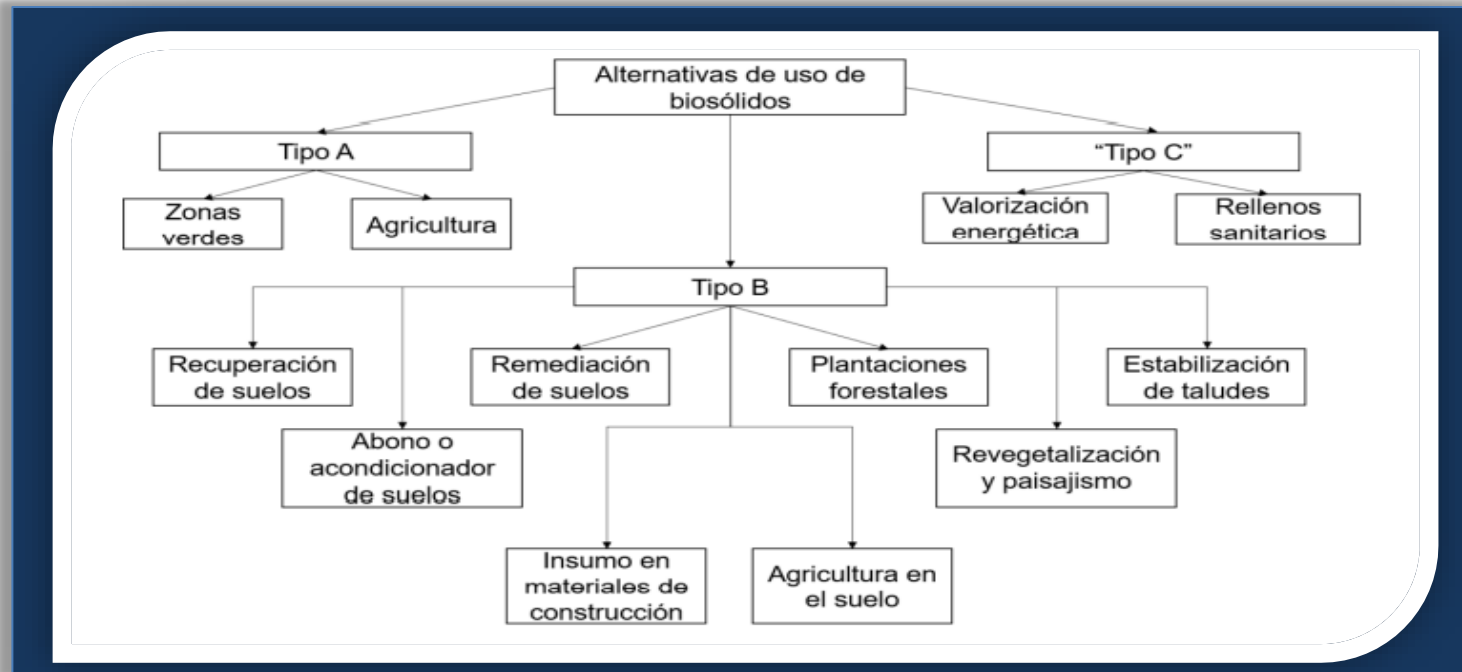 Alternativas de uso de
biosólidos
Tipo A
“Tipo C”
Zonas
verdes
Agricultura
Valorización
energética
Rellenos
sanitarios
Tipo B
Recuperación
de suelos
Remediación
de suelos
Plantaciones
forestales
Estabilización
de taludes
Abono o
acondicionador
de suelos
Revegetalización
y paisajismo
Insumo en
materiales de
construcción
Agricultura en
el suelo